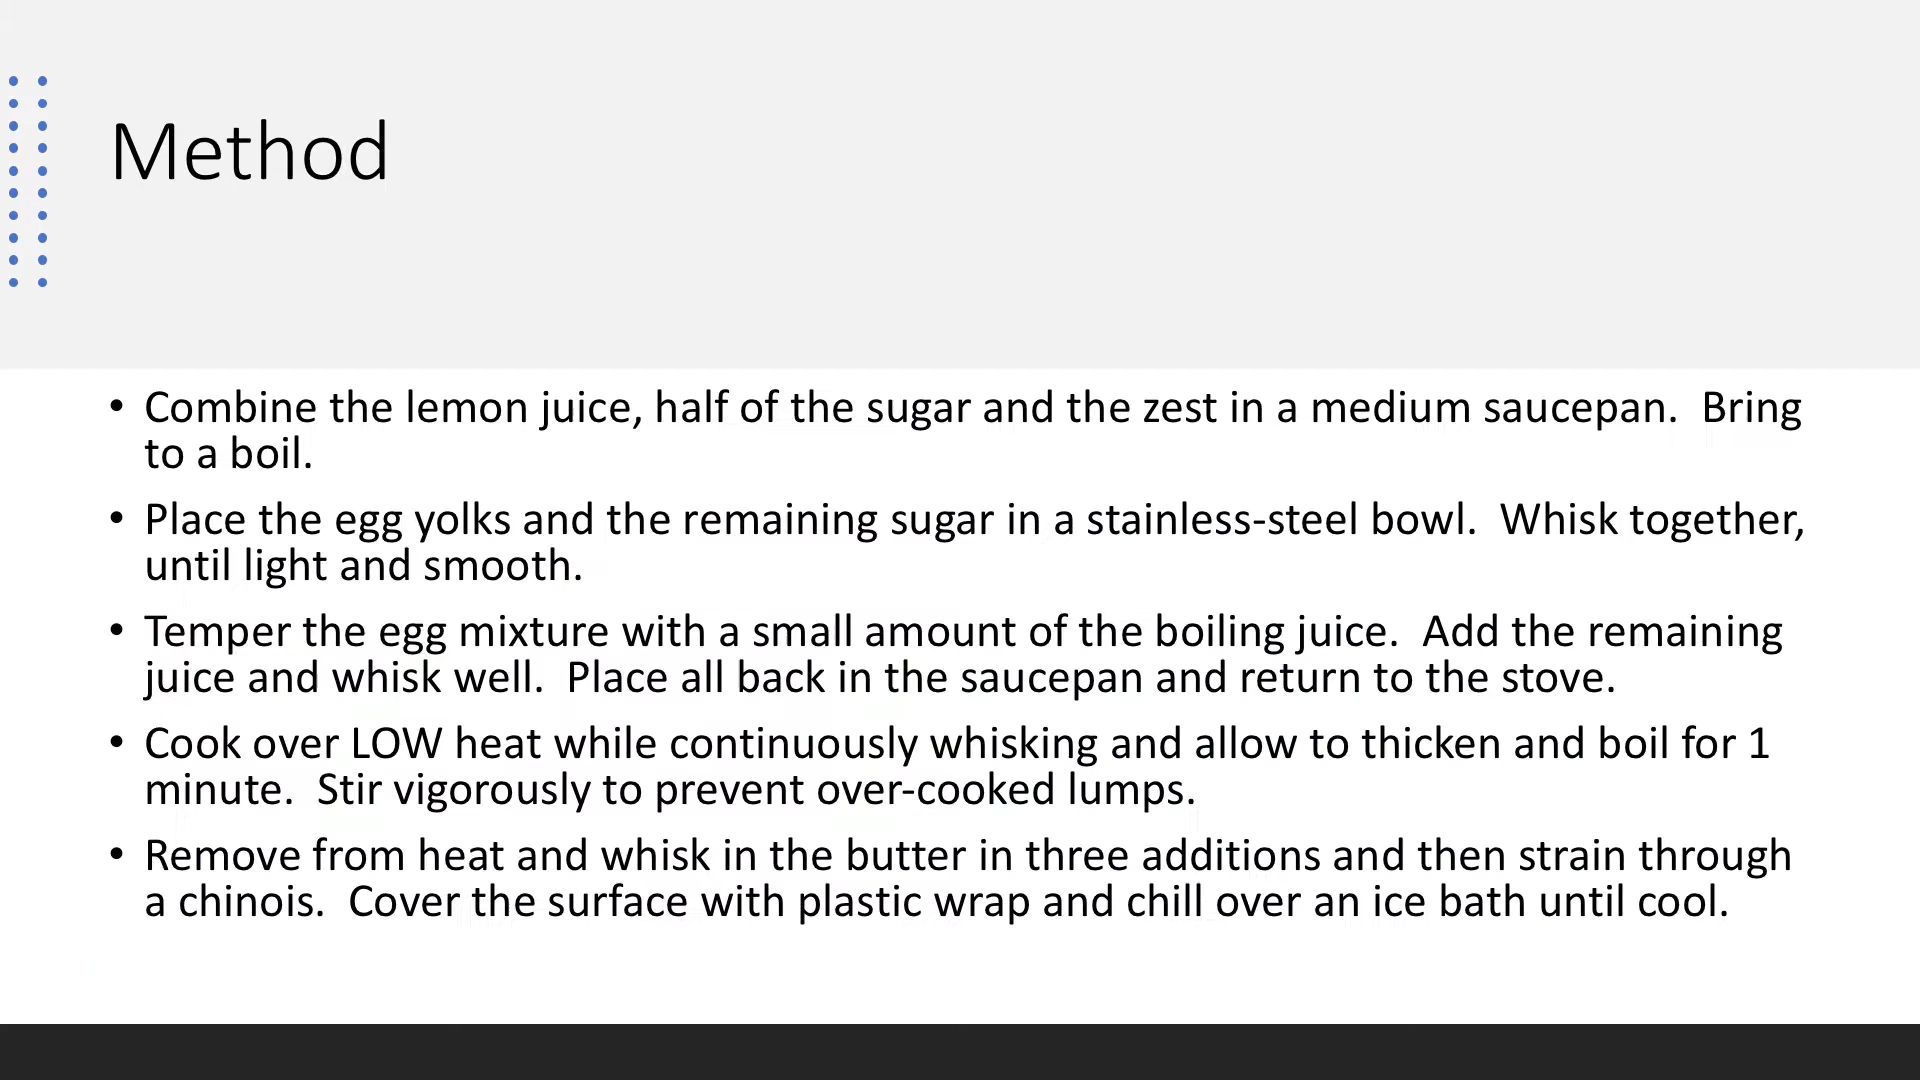 Method
• Combine the lemon juice, half of the sugar and the zest in a medium saucepan.  Bring
to a boil.
• Place the egg yolks and the remaining sugar in a stainless-steel bowl.  Whisk together,
until light and smooth.
• Temper the egg mixture with a small amount of the boiling juice.  Add the remaining
juice and whisk well.  Place all back in the saucepan and return to the stove.
• Cook over LOW heat while continuously whisking and allow to thicken and boil for 1
minute.  Stir vigorously to prevent over-cooked lumps.
• Remove from heat and whisk in the butter in three additions and then strain through
a chinois.  Cover the surface with plastic wrap and chill over an ice bath until cool.